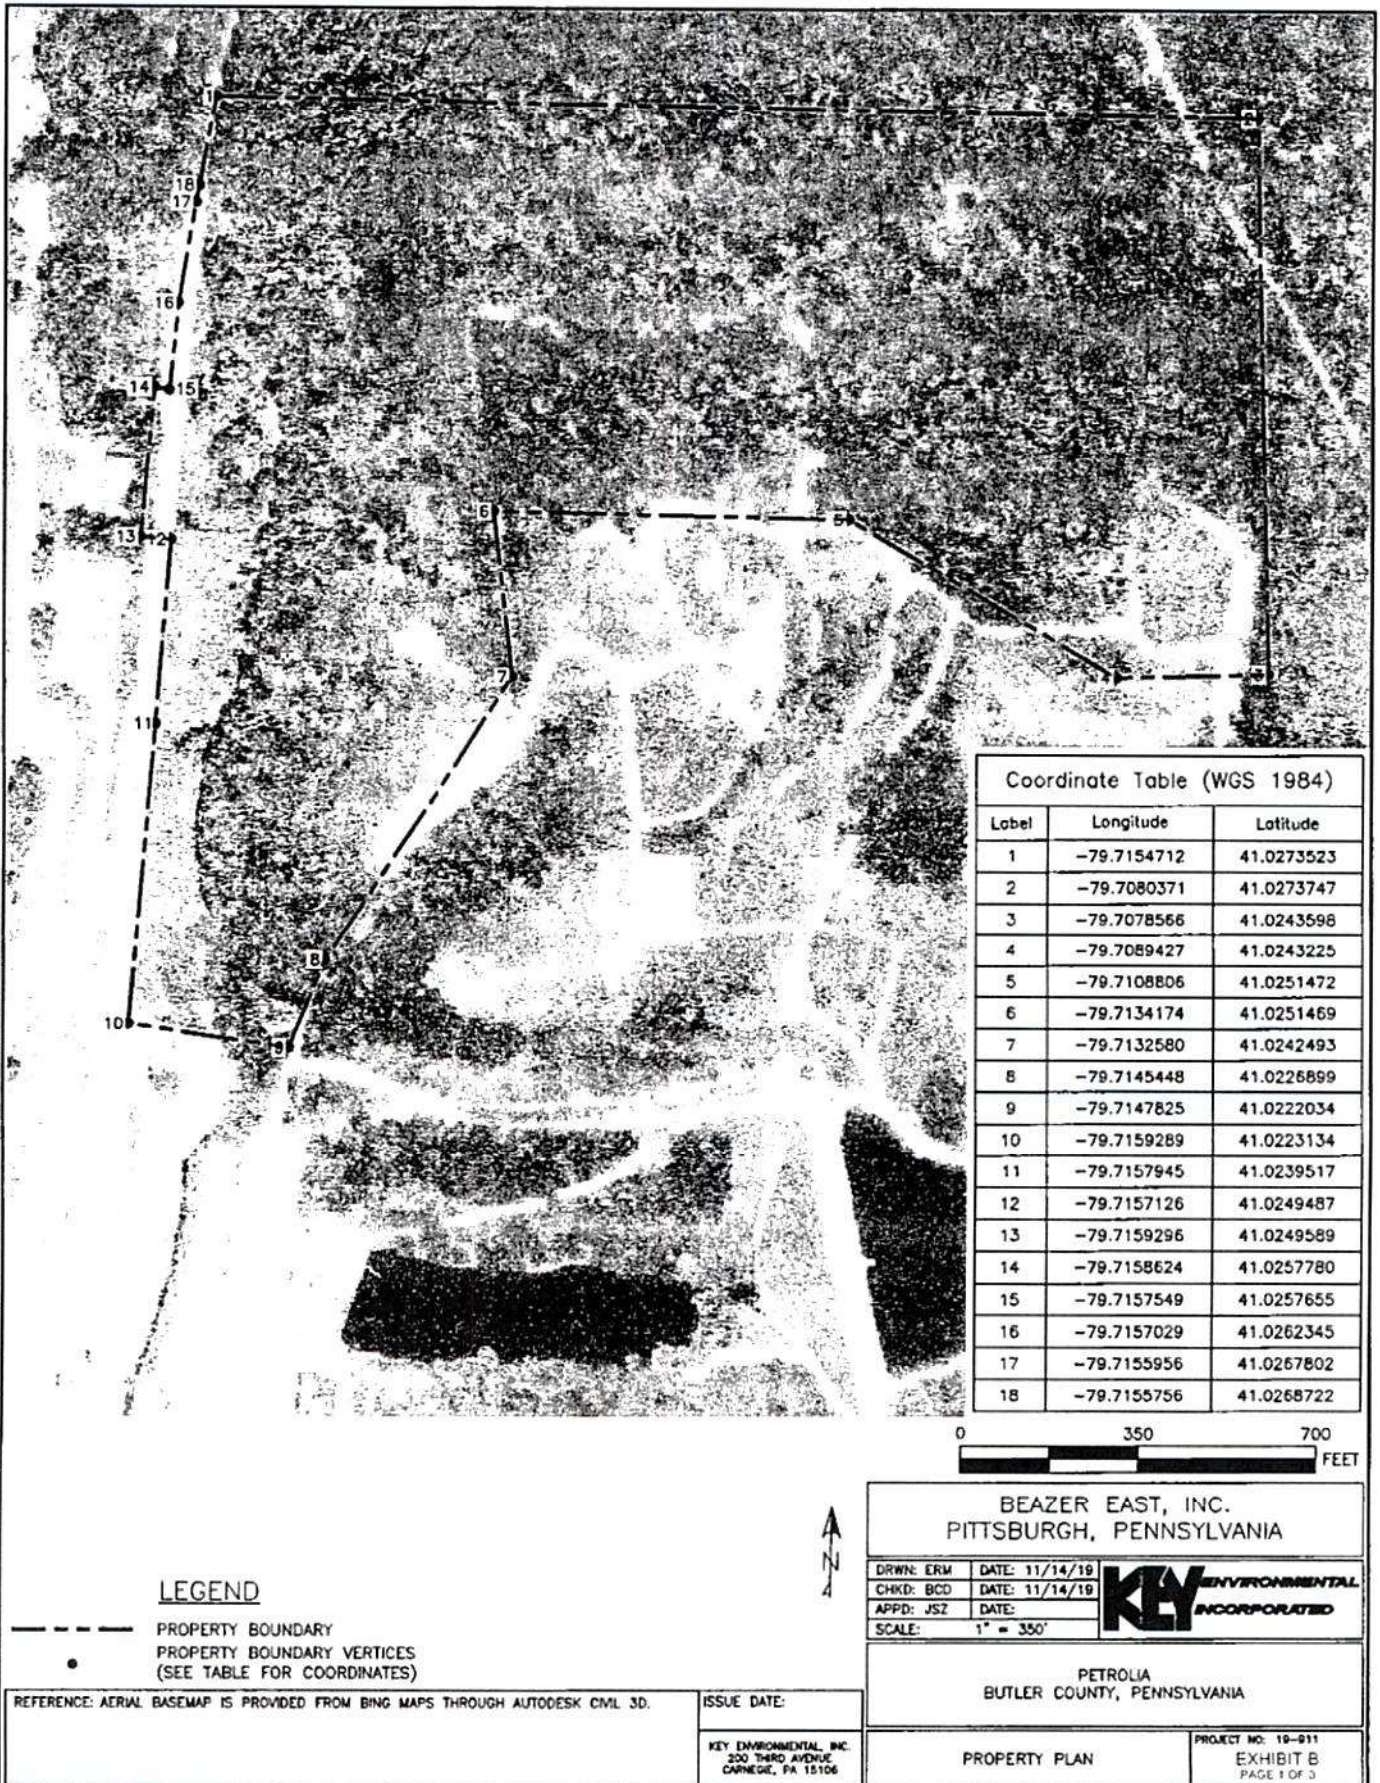 1
2
18
17
16
14 15
6 5
13 12
7
11
8
10
9
Coordinate Table (WGS 1984)
Label Longitude Latitude
1 -79.7154712 41.0273523
2 -79.7080371 41.0273747
3 -79.7078566 41.0243598
4 -79.7089427 41.0243225
5 -79.7108806 41.0251472
6 -79.7134174 41.0251469
7 -79.7132580 41.0242493
8 -79.7145448 41.0226899
9 -79.7147825 41.0222034
10 -79.7159289 41.0223134
11 -79.7157945 41.0239517
12 -79.7157126 41.0249487
13 -79.7159296 41.0249589
14 -79.7158624 41.0257780
15 -79.7157549 41.0257655
16 -79.7157029 41.0262345
17 -79.7155956 41.0267802
18 -79.7155756 41.0268722
0 350 700
FEET
BEAZER EAST, INC.
PITTSBURGH, PENNSYLVANIA
DRWN: ERM DATE: 11/14/19
CHKD: BCD DATE: 11/14/19
APPD: JSZ DATE:
SCALE: 1" = 350'
KEY ENVIRONMENTAL
INCORPORATED
N
LEGEND
PROPERTY BOUNDARY
PROPERTY BOUNDARY VERTICES
(SEE TABLE FOR COORDINATES)
REFERENCE: AERIAL BASEMAP IS PROVIDED FROM BING MAPS THROUGH AUTODESK CIVIL 3D.
ISSUE DATE:
KEY ENVIRONMENTAL, INC.
200 THIRD AVENUE
CARNEGIE, PA 15106
PETROLIA
BUTLER COUNTY, PENNSYLVANIA
PROPERTY PLAN
PROJECT NO: 19-911
EXHIBIT B
PAGE 1 OF 3